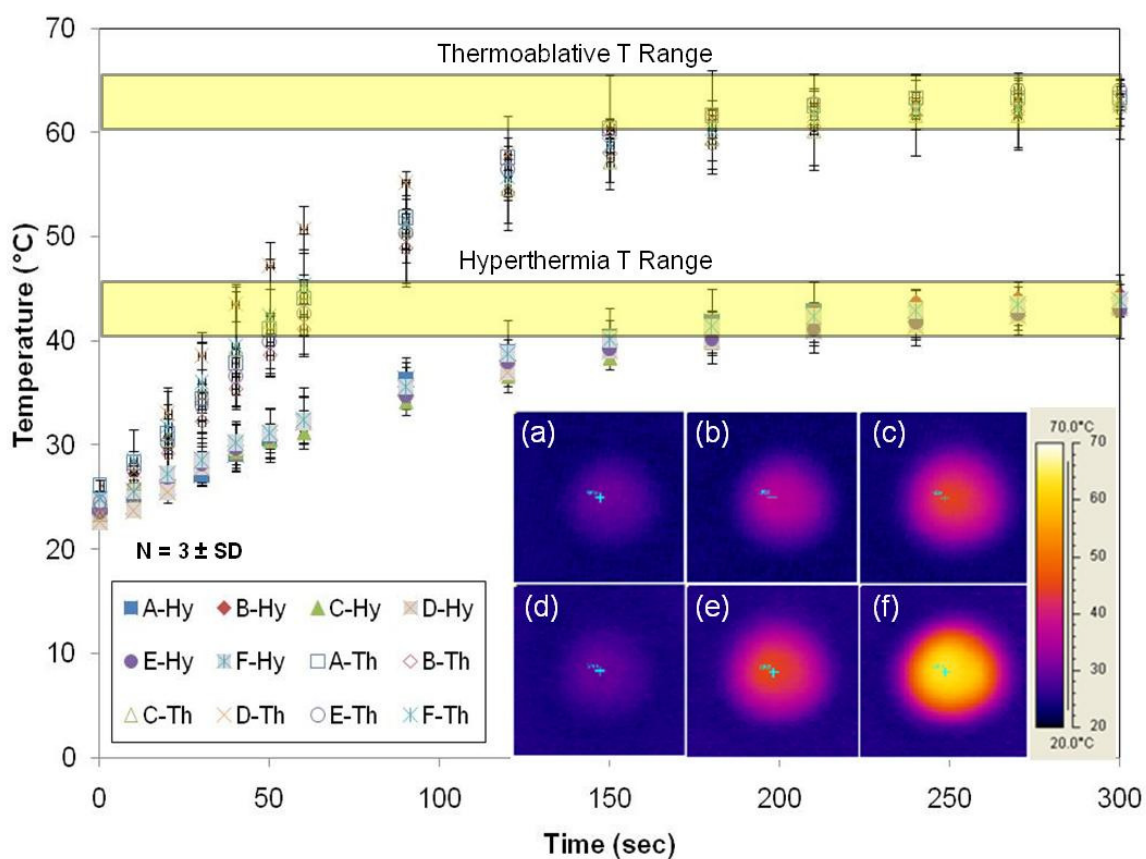 70
Thermoablative T Range
60
50
Hyperthermia T Range
40
30
20
10
0
Temperature (°C)
N = 3 ± SD
A-Hy B-Hy C-Hy D-Hy
E-Hy F-Hy A-Th B-Th
C-Th D-Th E-Th F-Th
(a) (b) (c)
(d) (e) (f)
70.0°C
70
60
50
40
30
20
20.0°C
0 50 100 150 200 250 300
Time (sec)